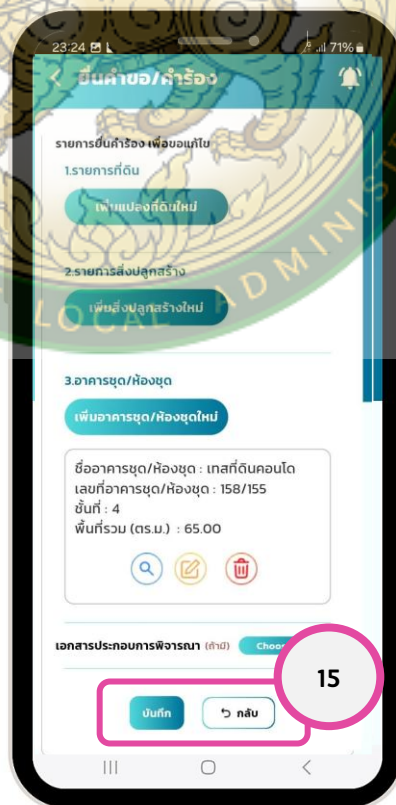 23:24 71%
ยื่นคำขอ/คำร้อง
รายการยื่นคำร้อง เพื่อขอแก้ไข
1.รายการที่ดิน
เพิ่มแปลงที่ดินใหม่
2.รายการสิ่งปลูกสร้าง
เพิ่มสิ่งปลูกสร้างใหม่
LOCAL ADMINIST
3.อาคารชุด/ห้องชุด
เพิ่มอาคารชุด/ห้องชุดใหม่
ชื่ออาคารชุด/ห้องชุด : เทสที่ดินคอนโด
เลขที่อาคารชุด/ห้องชุด : 158/155
ชั้นที่ : 4
พื้นที่รวม (ตร.ม.) : 65.00
เอกสารประกอบการพิจารณา (ถ้ามี) Choo
15
บันทึก กลับ